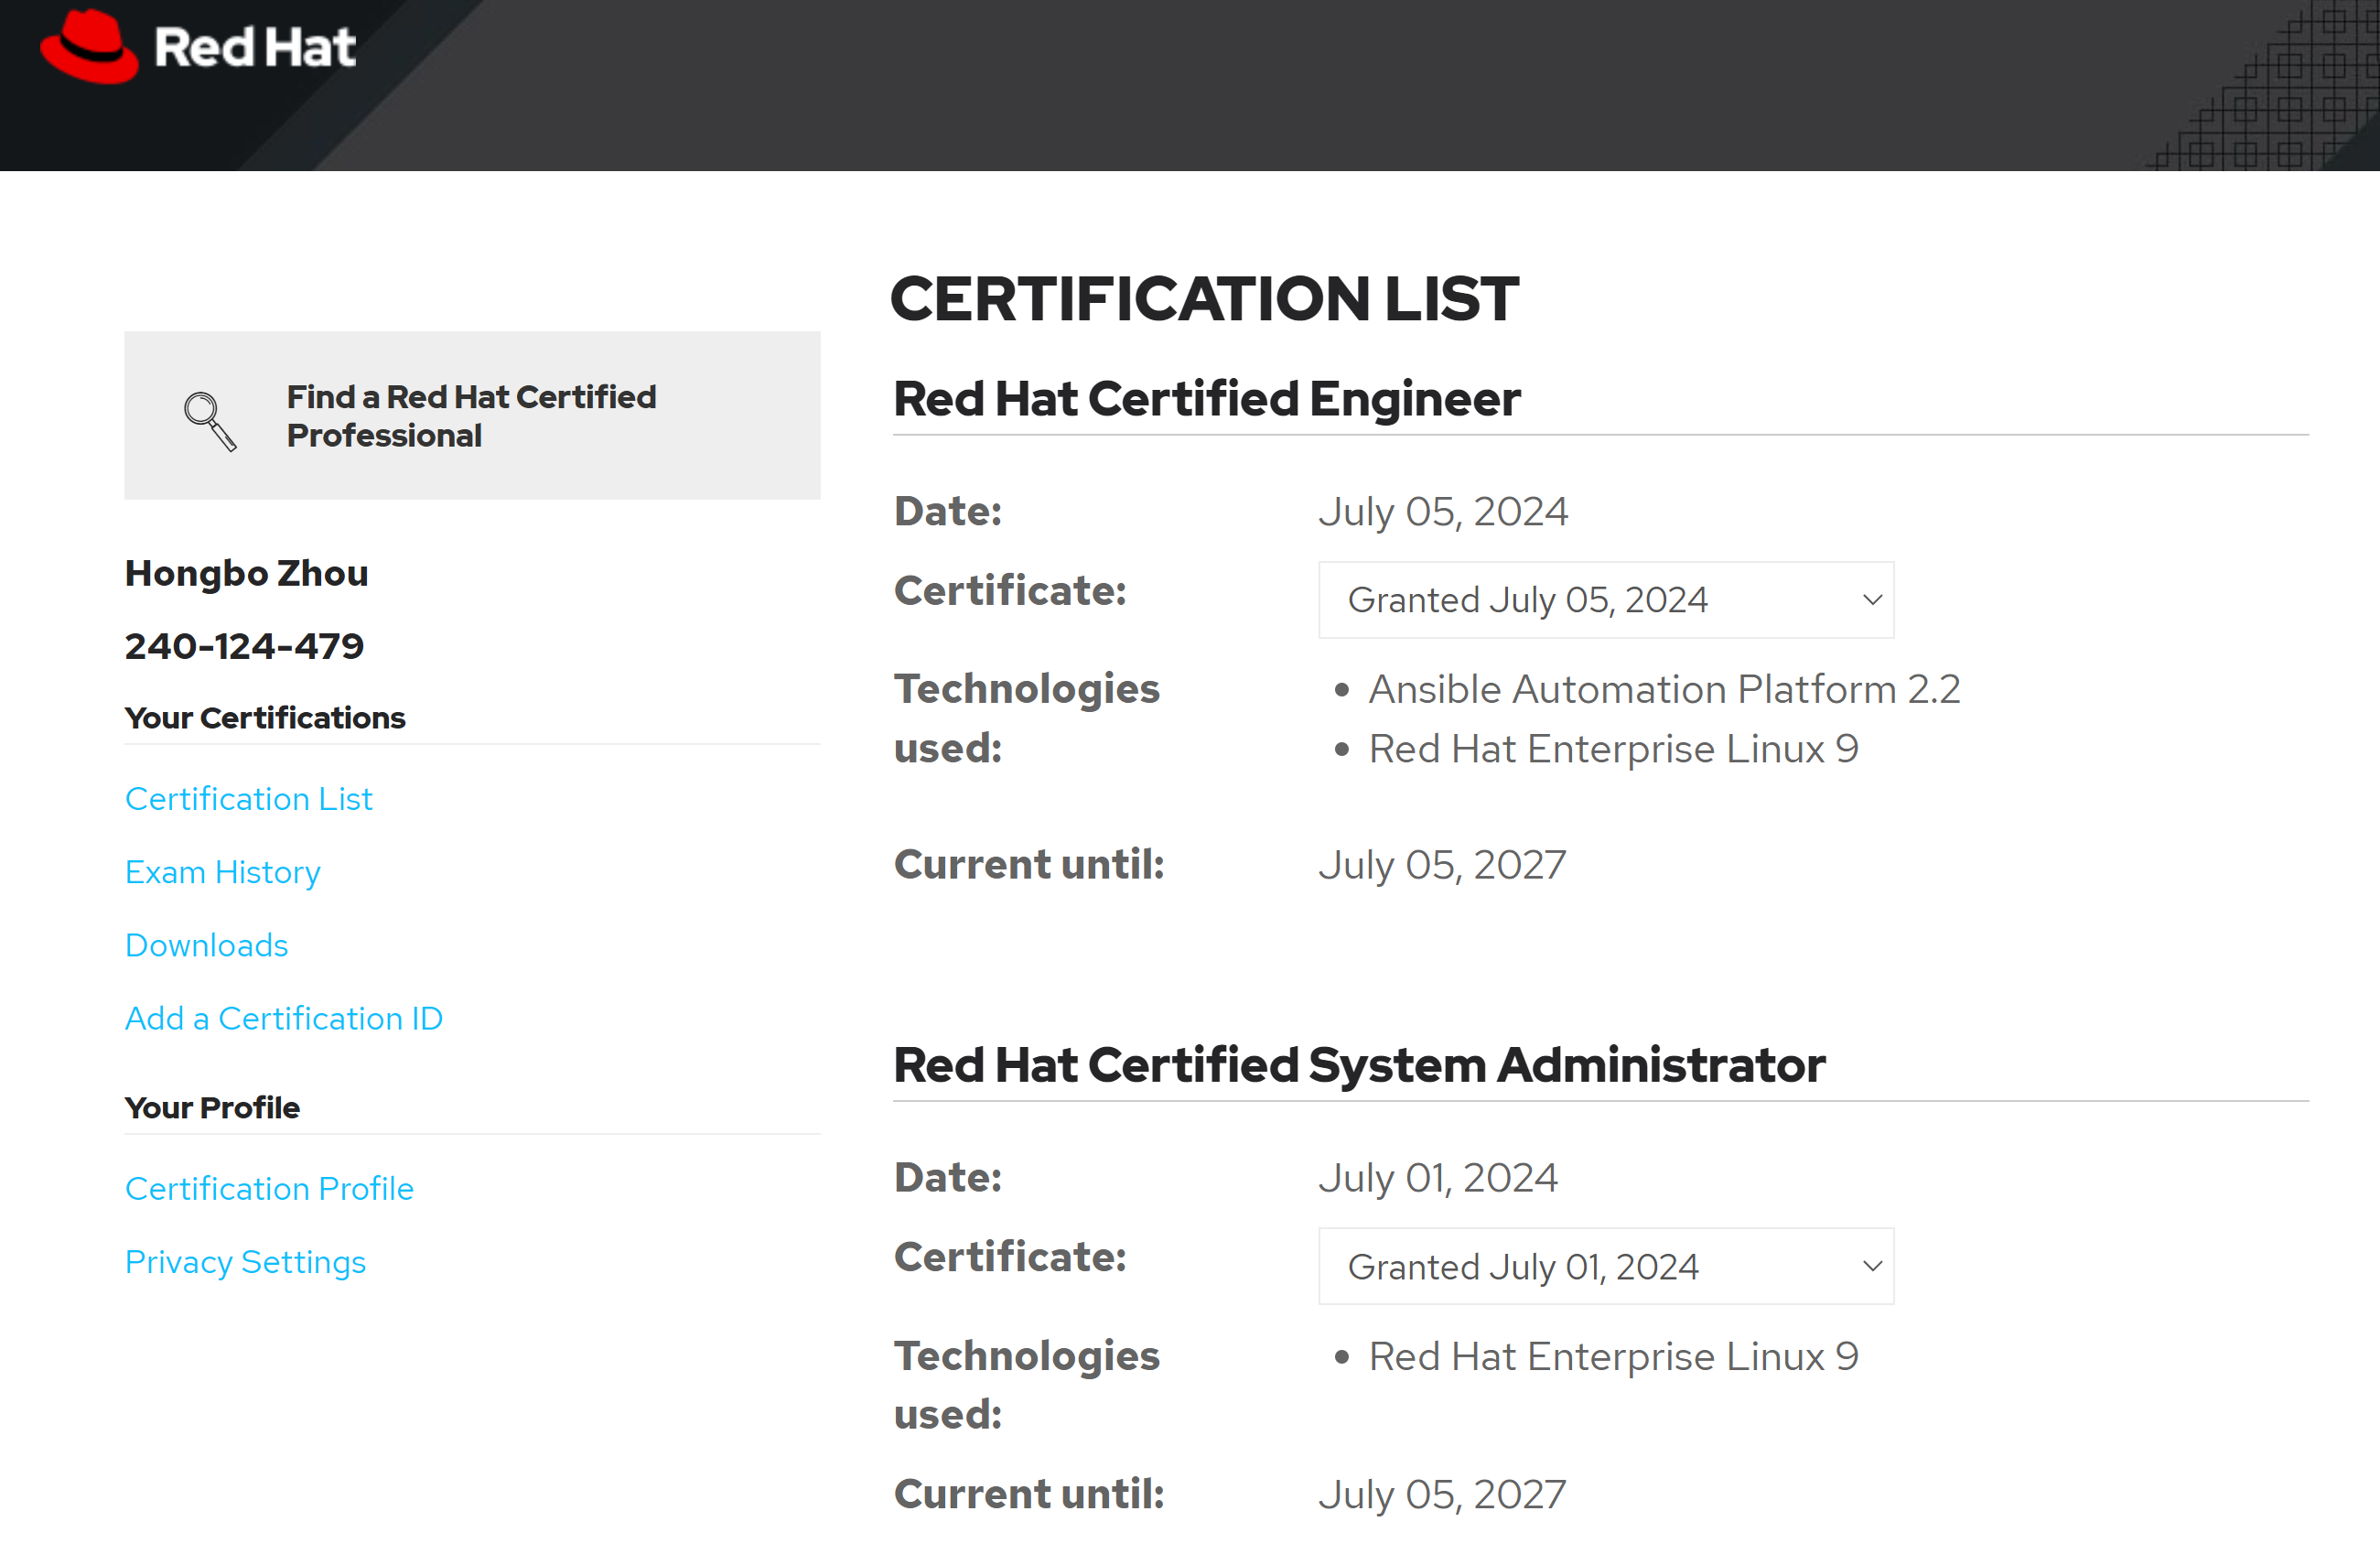 Red Hat
Find a Red Hat Certified
Professional
Hongbo Zhou
240-124-479
Your Certifications
Certification List
Exam History
Downloads
Add a Certification ID
Your Profile
Certification Profile
Privacy Settings
CERTIFICATION LIST
Red Hat Certified Engineer
Date: July 05, 2024
Certificate: Granted July 05, 2024
Technologies • Ansible Automation Platform 2.2
used: • Red Hat Enterprise Linux 9
Current until: July 05, 2027
Red Hat Certified System Administrator
Date: July 01, 2024
Certificate: Granted July 01, 2024
Technologies • Red Hat Enterprise Linux 9
used:
Current until: July 05, 2027